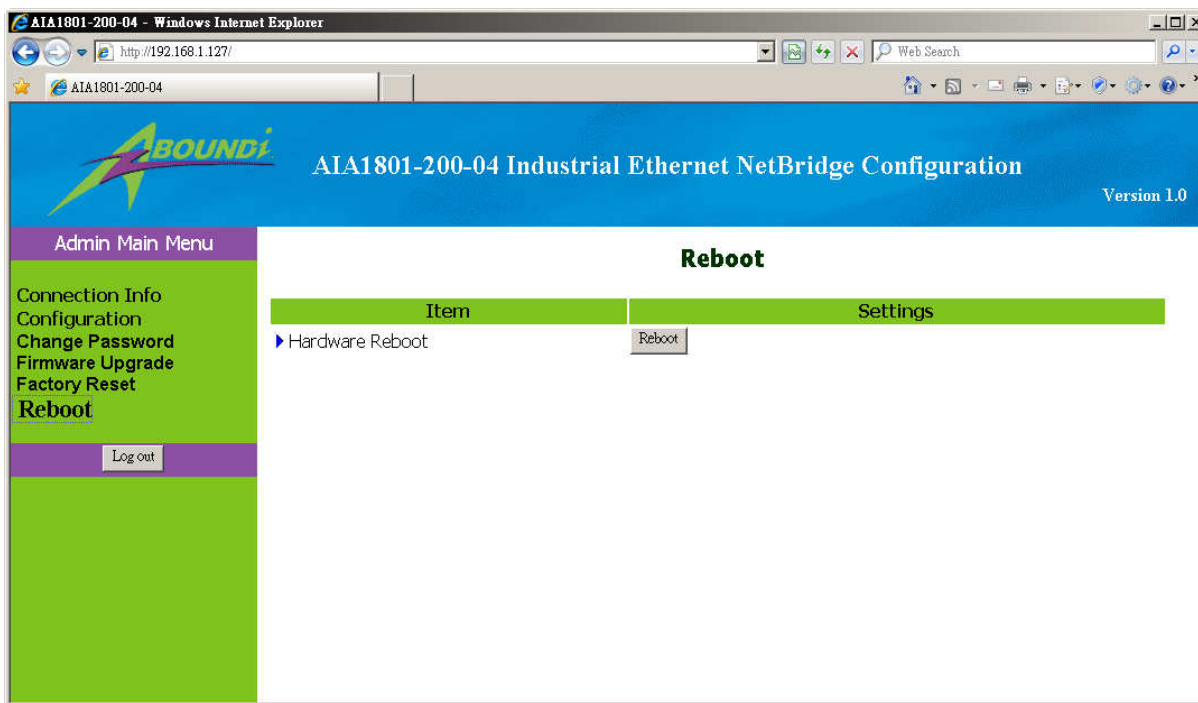 AIA1801-200-04 - Windows Internet Explorer
http://192.168.1.127/
Web Search
AIA1801-200-04
ABOUNDi
AIA1801-200-04 Industrial Ethernet NetBridge Configuration
Version 1.0
Admin Main Menu
Reboot
Connection Info
Configuration
Change Password
Firmware Upgrade
Factory Reset
Reboot
Log out
Item Settings
Hardware Reboot Reboot